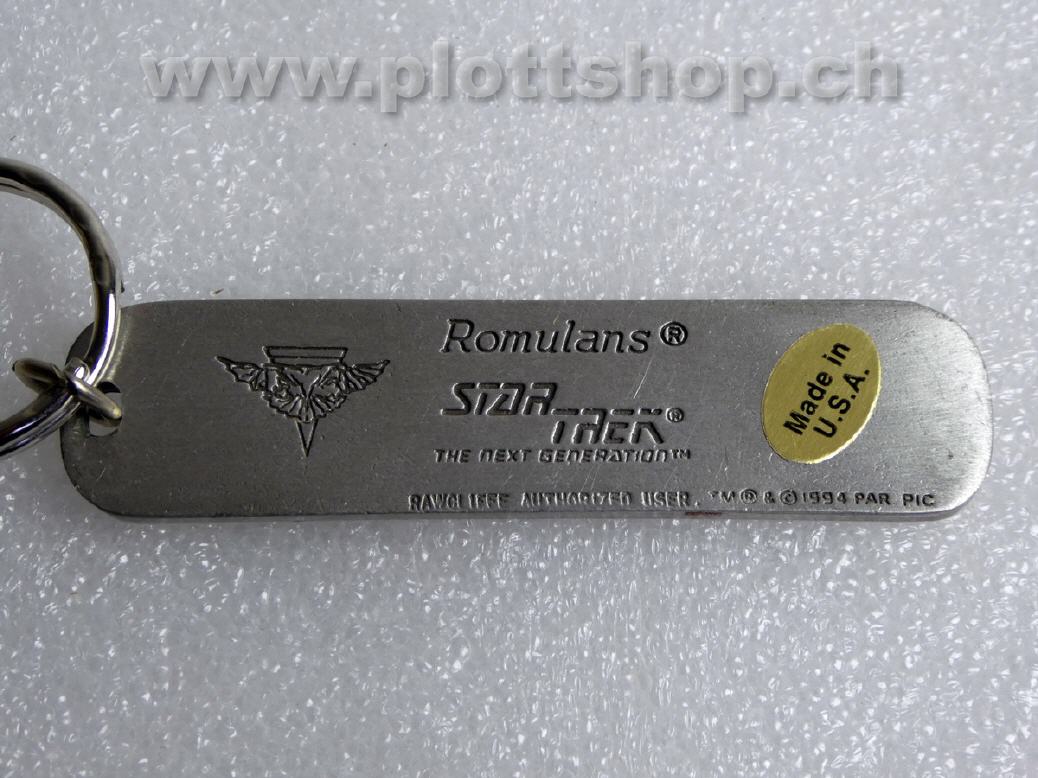 www.plottshop.ch
Romulans®
STAR
TREK®
THE NEXT GENERATION™
Made in
U.S.A.
RAWCLIFFE AUTHORIZED USER. ™® & ©1994 PAR PIC